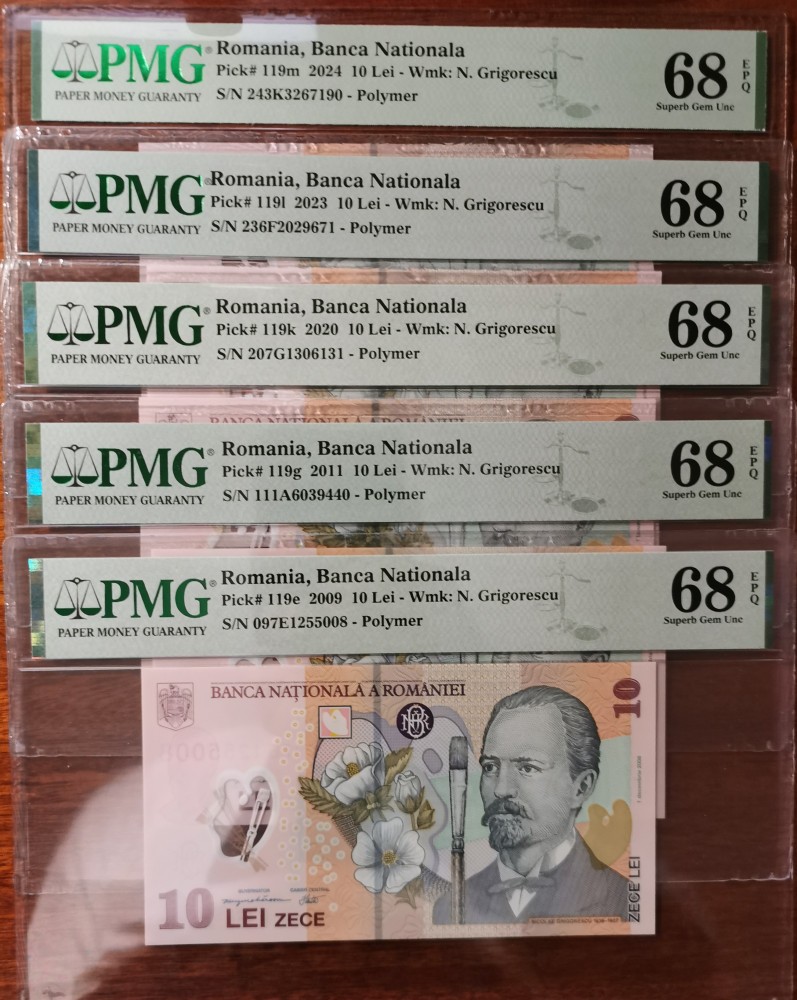 PMG®
PAPER MONEY GUARANTY
Romania, Banca Nationala
Pick# 119m 2024 10 Lei - Wmk: N. Grigorescu
S/N 243K3267190 - Polymer
68
EPQ
Superb Gem Unc
PMG®
PAPER MONEY GUARANTY
Romania, Banca Nationala
Pick# 119l 2023 10 Lei - Wmk: N. Grigorescu
S/N 236F2029671 - Polymer
68
EPQ
Superb Gem Unc
PMG®
PAPER MONEY GUARANTY
Romania, Banca Nationala
Pick# 119k 2020 10 Lei - Wmk: N. Grigorescu
S/N 207G1306131 - Polymer
68
EPQ
Superb Gem Unc
BANCA NAȚIONALĂ A ROMÂNIEI
PMG®
PAPER MONEY GUARANTY
Romania, Banca Nationala
Pick# 119g 2011 10 Lei - Wmk: N. Grigorescu
S/N 111A6039440 - Polymer
68
EPQ
Superb Gem Unc
PMG®
PAPER MONEY GUARANTY
Romania, Banca Nationala
Pick# 119e 2009 10 Lei - Wmk: N. Grigorescu
S/N 097E1255008 - Polymer
68
EPQ
Superb Gem Unc
BANCA NAȚIONALĂ A ROMÂNIEI
10
BNR
1 decembrie 2008
10 LEI ZECE
ZECE LEI